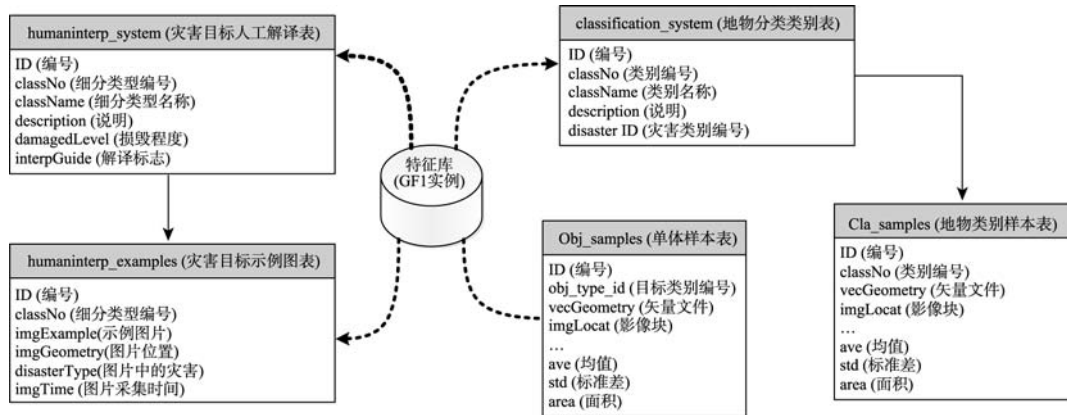 humaninterp_system (灾害目标人工解译表)
ID (编号)
classNo (细分类型编号)
className (细分类型名称)
description (说明)
damagedLevel (损毁程度)
interpGuide (解译标志)
classification_system (地物分类类别表)
ID (编号)
classNo (类别编号)
className (类别名称)
description (说明)
disaster ID (灾害类别编号)
特征库
(GF1实例)
humaninterp_examples (灾害目标示例图表)
ID (编号)
classNo (细分类型编号)
imgExample(示例图片)
imgGeometry(图片位置)
disasterType(图片中的灾害)
imgTime (图片采集时间)
Obj_samples (单体样本表)
ID (编号)
obj_type_id (目标类别编号)
vecGeometry (矢量文件)
imgLocat (影像块)
…
ave (均值)
std (标准差)
area (面积)
Cla_samples (地物类别样本表)
ID (编号)
classNo (类别编号)
vecGeometry (矢量文件)
imgLocat (影像块)
…
ave (均值)
std (标准差)
area (面积)